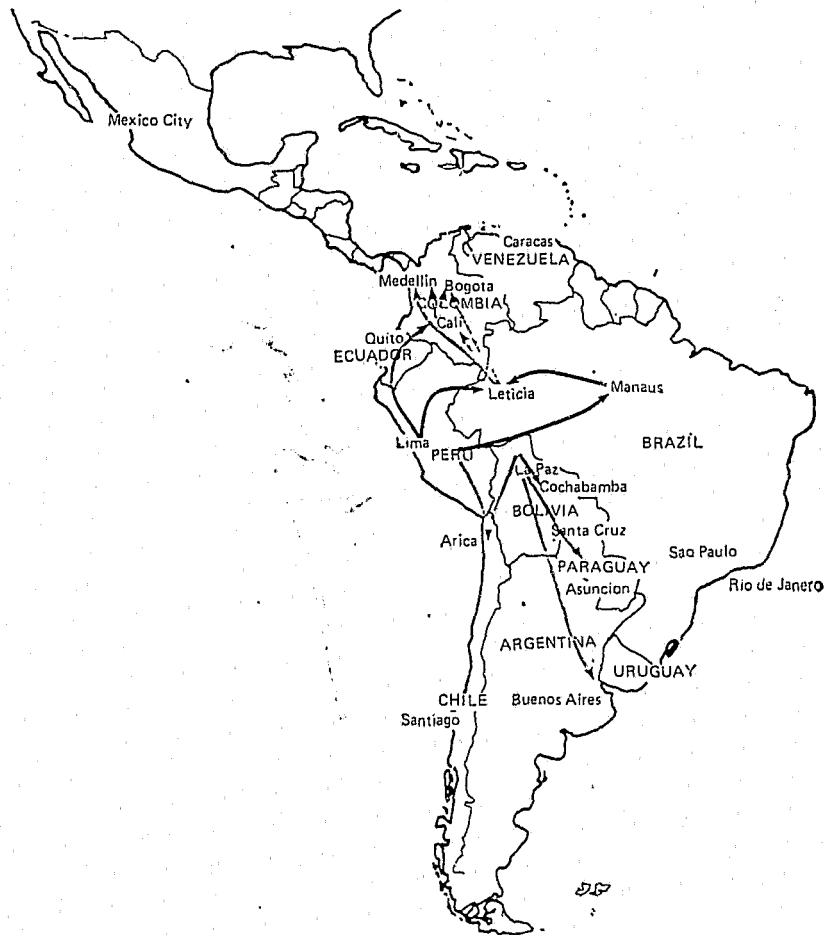 Mexico City
Caracas
VENEZUELA
Medellin
Bogota
COLOMBIA
Cali
Quito
ECUADOR
Leticia
Manaus
Lima
PERU
BRAZIL
La Paz
Cochabamba
BOLIVIA
Santa Cruz
Arica
Sao Paulo
PARAGUAY
Asuncion
Rio de Janero
ARGENTINA
URUGUAY
CHILE
Buenos Aires
Santiago